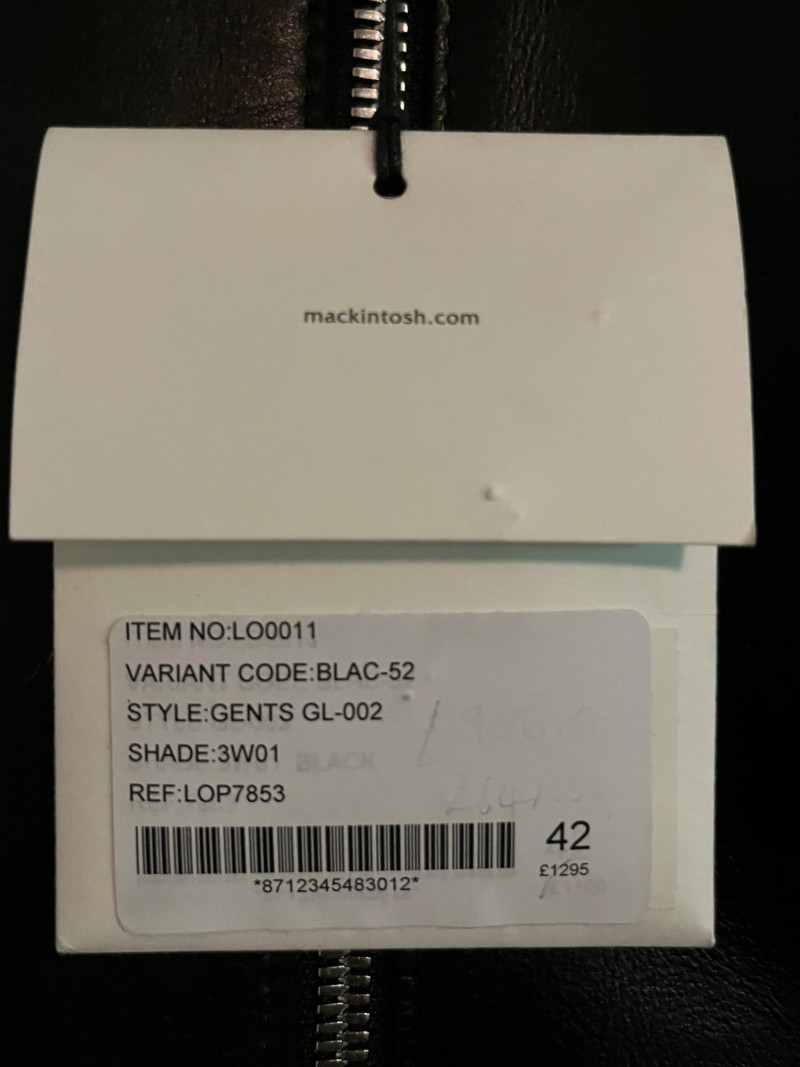 mackintosh.com
ITEM NO:LO0011
VARIANT CODE:BLAC-52
STYLE:GENTS GL-002
SHADE:3W01
BLACK
REF:LOP7853
42
£1295
*8712345483012*